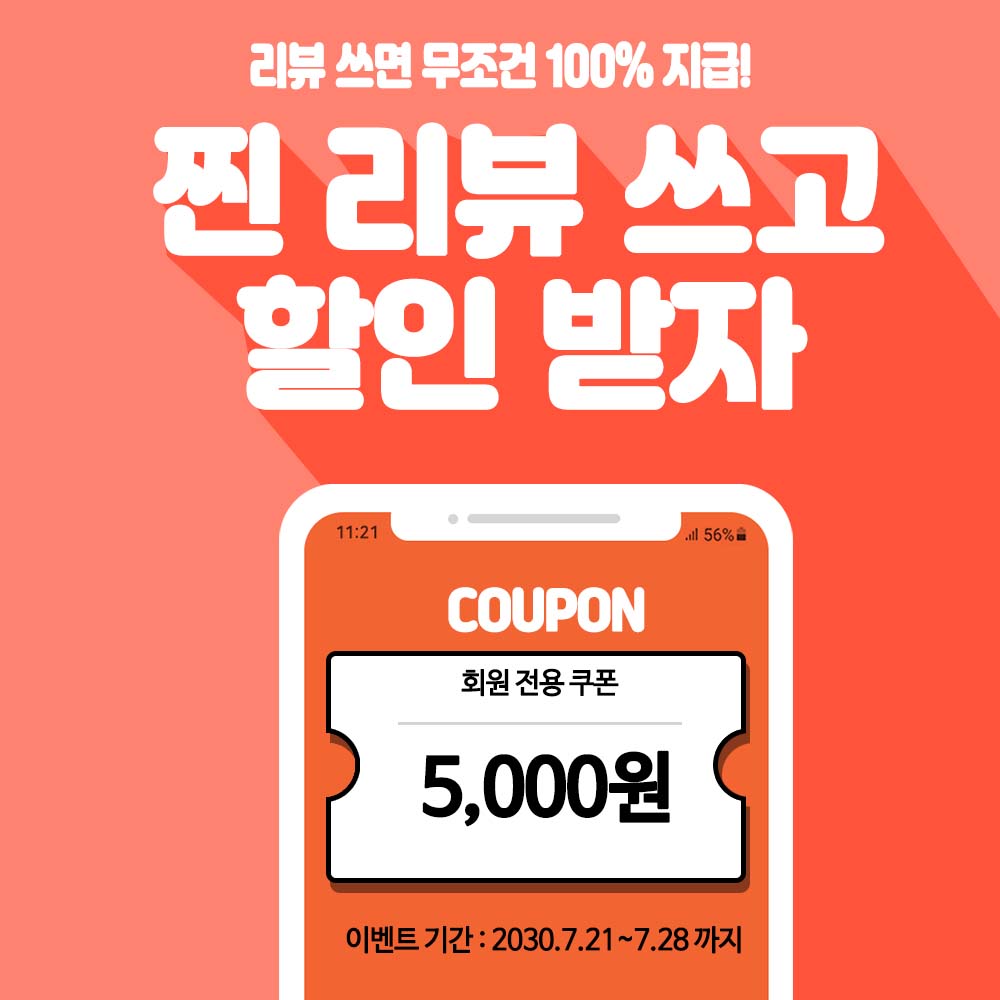 리뷰 쓰면 무조건 100% 지급!
찐 리뷰 쓰고
할인 받자
11:21 56%
COUPON
회원 전용 쿠폰
5,000원
이벤트 기간 : 2030.7.21~7.28 까지